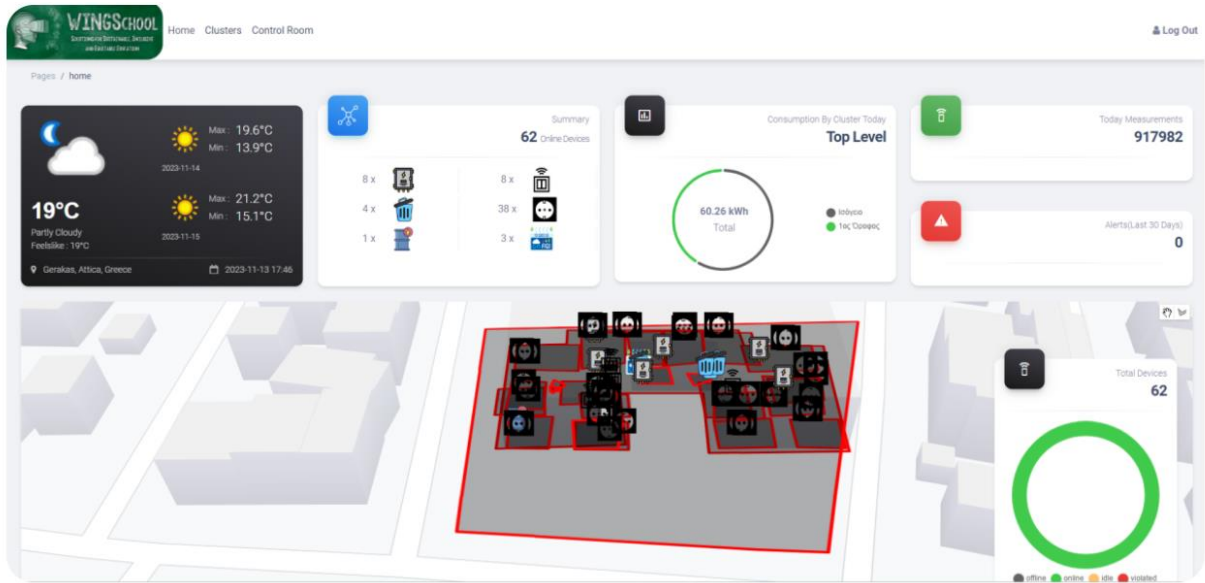 WINGSCHOOL
Home Clusters Control Room
Log Out
Pages / home
Max: 19.6°C
Min: 13.9°C
2023-11-14
19°C
Partly Cloudy
Feelslike : 19°C
Max: 21.2°C
Min: 15.1°C
2023-11-15
Gerakas, Attica, Greece
2023-11-13 17:46
Summary
62 Online Devices
8 x
8 x
4 x
38 x
1 x
3 x
Consumption By Cluster Today
Top Level
60.26 kWh
Total
Ισόγειο
1ος Όροφος
Today Measurements
917982
Alerts(Last 30 Days)
0
Total Devices
62
offline online idle violated